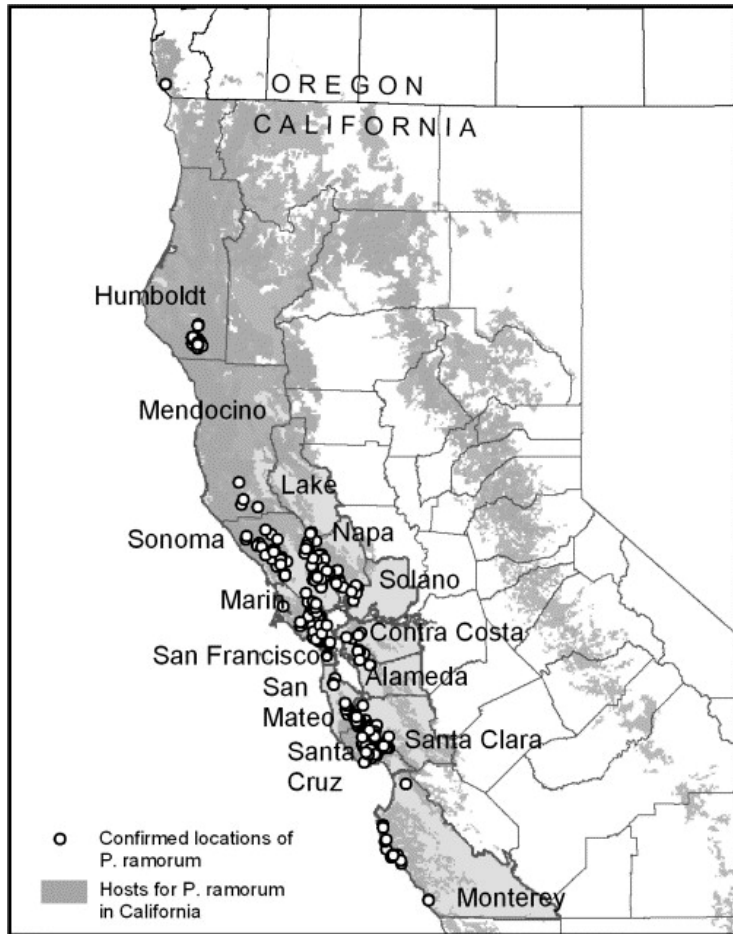 OREGON
CALIFORNIA
Humboldt
Mendocino
Lake
Sonoma
Napa
Solano
Marin
Contra Costa
San Francisco
Alameda
San
Mateo
Santa Clara
Santa
Cruz
Confirmed locations of
P. ramorum
Hosts for P. ramorum
in California
Monterey